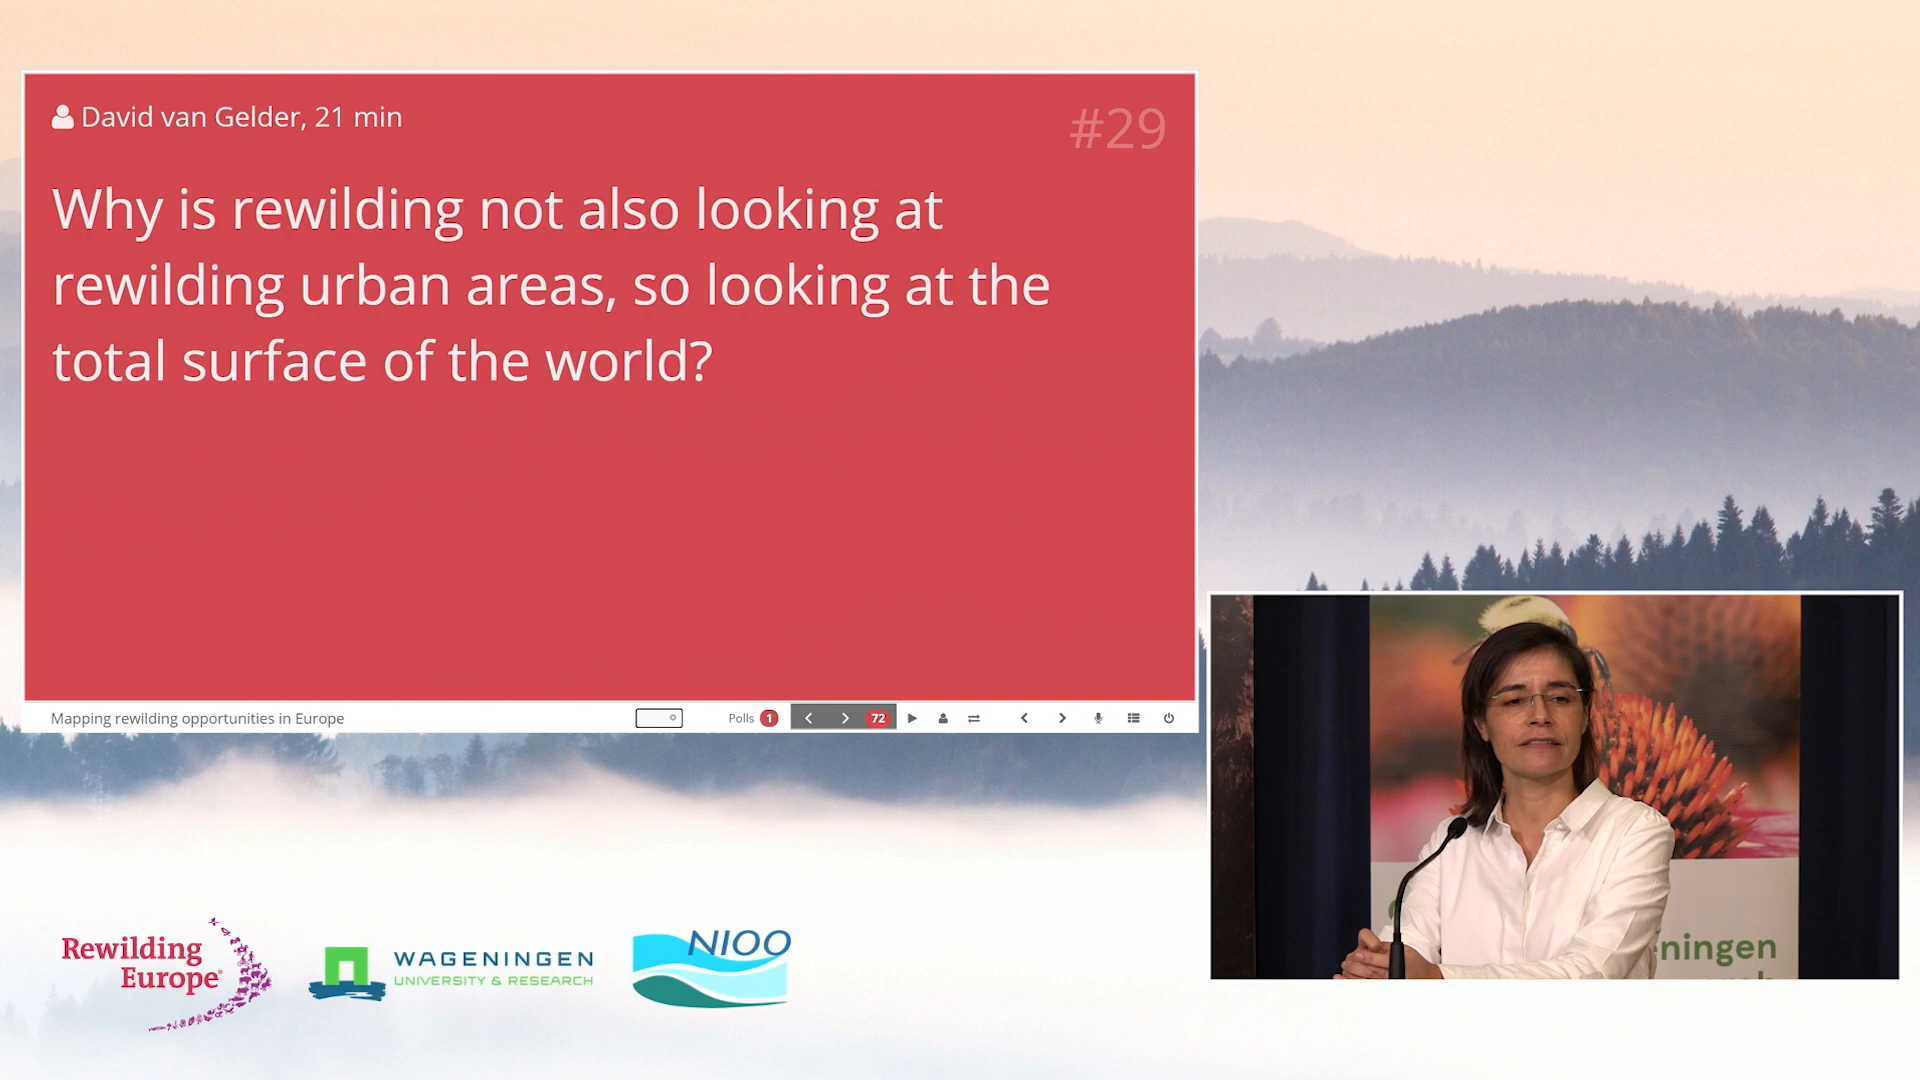 David van Gelder, 21 min
#29
Why is rewilding not also looking at
rewilding urban areas, so looking at the
total surface of the world?
Mapping rewilding opportunities in Europe
Polls 1
72
Rewilding
Europe
WAGENINGEN
UNIVERSITY & RESEARCH
NIOO
ningen